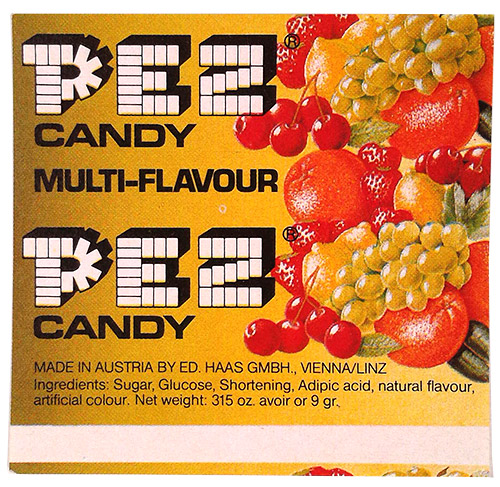 PEZ®
CANDY
MULTI-FLAVOUR
PEZ®
CANDY
MADE IN AUSTRIA BY ED. HAAS GMBH., VIENNA/LINZ
Ingredients: Sugar, Glucose, Shortening, Adipic acid, natural flavour,
artificial colour. Net weight: 315 oz. avoir or 9 gr.